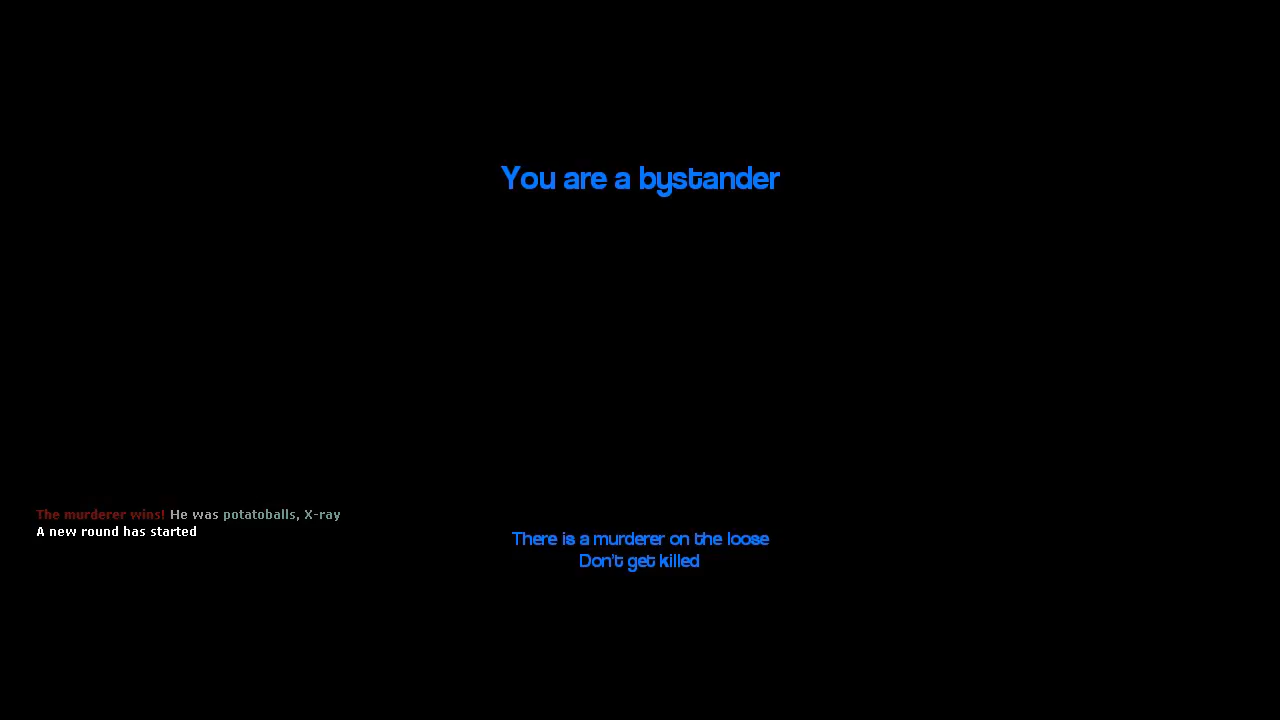 You are a bystander
The murderer wins! He was potatoballs, X-ray
A new round has started
There is a murderer on the loose
Don't get killed